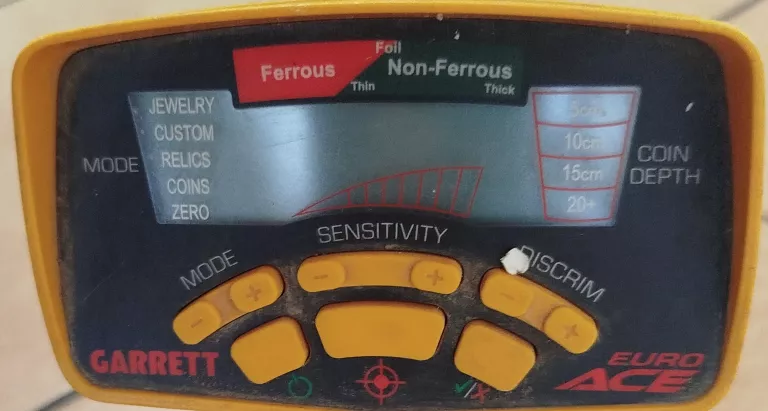 Foil
Ferrous
Non-Ferrous
Thin
Thick
MODE
JEWELRY
CUSTOM
RELICS
COINS
ZERO
5cm
10cm
15cm
20+
COIN
DEPTH
SENSITIVITY
MODE
DISCRIM
- +
- +
- +
GARRETT
EURO
ACE